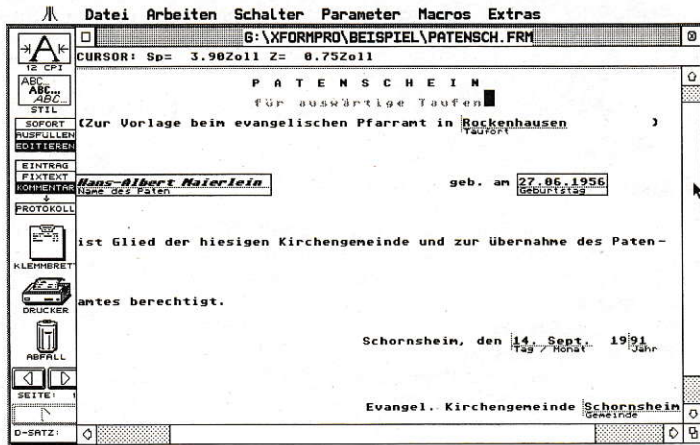 Datei Arbeiten Schalter Parameter Macros Extras
G:\XFORMPRO\BEISPIEL\PATENSCH.FRM
12 CPI
CURSOR: Sp= 3.90Zoll Z= 0.75Zoll
ABC...
ABC...
ABC...
STIL
P A T E N S C H E I N
für auswärtige Taufen
SOFORT
AUSFÜLLEN
EDITIEREN
(Zur Vorlage beim evangelischen Pfarramt in Rockenhausen )
Taufort
EINTRAG
FIXTEXT
KOMMENTAR
PROTOKOLL
Hans-Albert Maierlein geb. am 27.06.1956
Name des Paten Geburtstag
KLEMMBRETT
ist Glied der hiesigen Kirchengemeinde und zur übernahme des Paten-
DRUCKER
amtes berechtigt.
ABFALL
Schornsheim, den 14. Sept. 1991
Tag / Monat Jahr
SEITE:
Evangel. Kirchengemeinde Schornsheim
Gemeinde
D-SATZ: